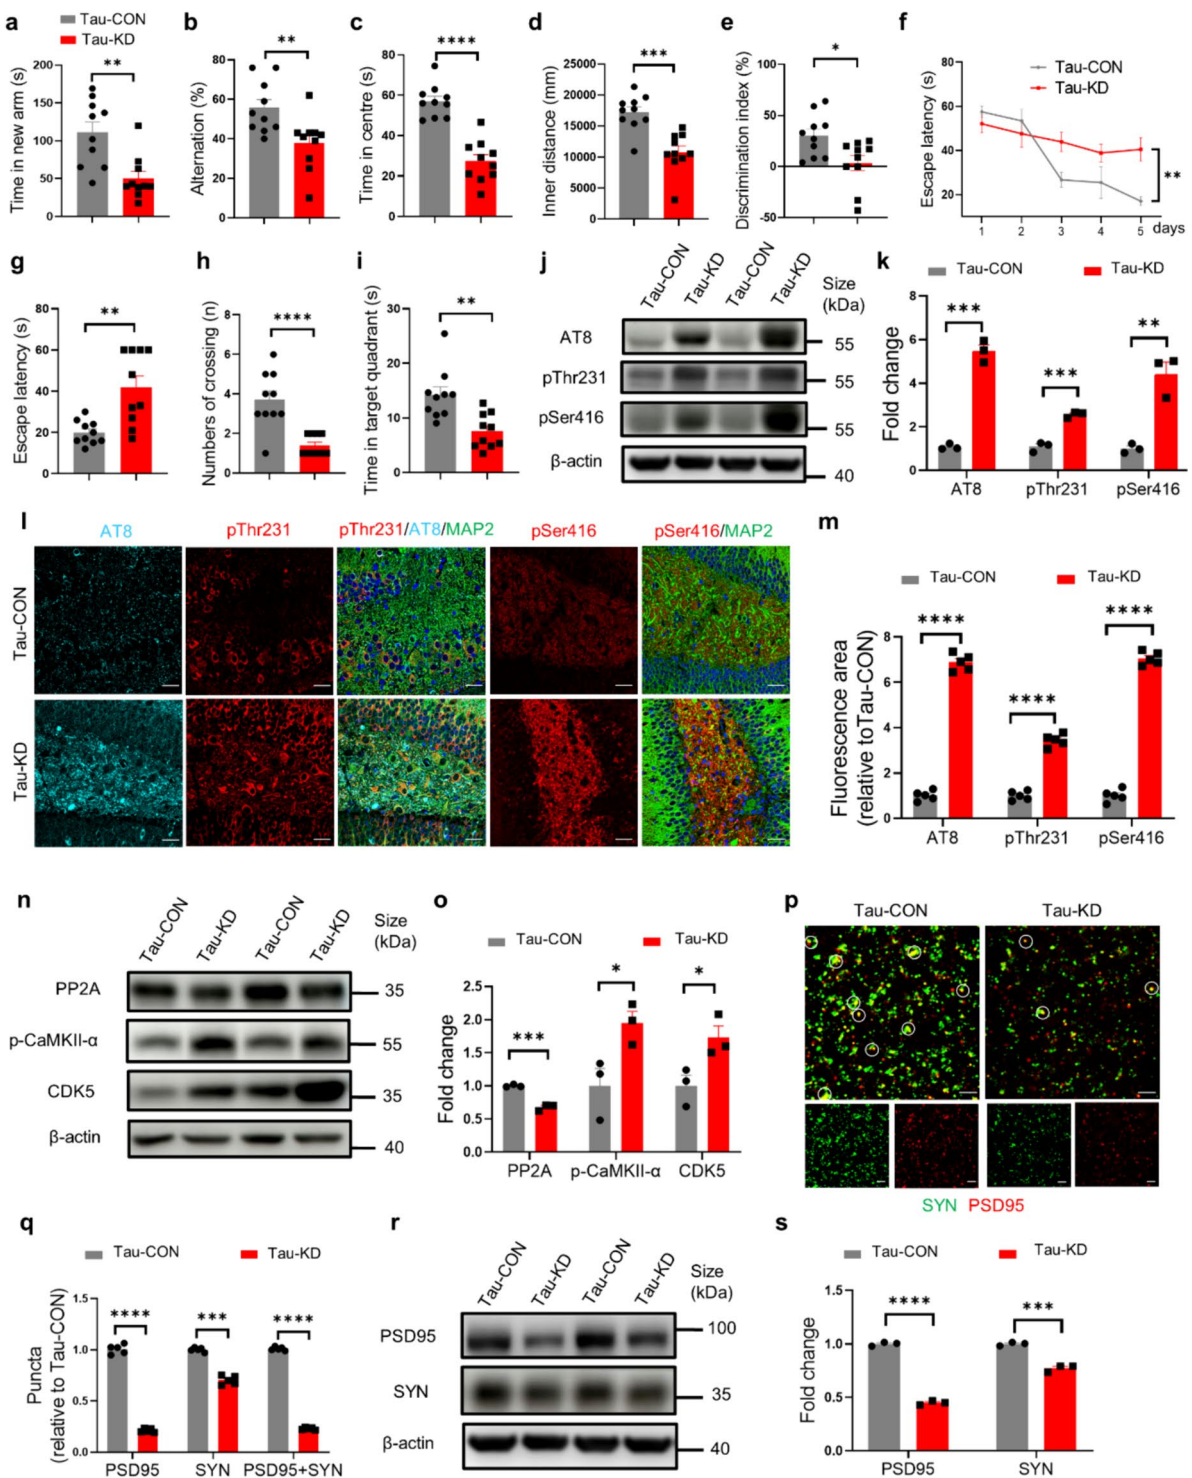 a
Tau-CON
Tau-KD
Time in new arm (s)
200
150
100
50
0
**
b
Alternation (%)
80
60
40
20
0
**
c
Time in centre (s)
80
60
40
20
0
****
d
Inner distance (mm)
25000
20000
15000
10000
5000
0
***
e
Discrimination index (%)
100
50
0
-50
*
f
Escape latency (s)
80
60
40
20
Tau-CON
Tau-KD
**
1 2 3 4 5 days
g
Escape latency (s)
80
60
40
20
0
**
h
Numbers of crossing (n)
8
6
4
2
0
****
i
Time in target quadrant (s)
30
20
10
0
**
j
Tau-CON Tau-KD Tau-CON Tau-KD
Size
(kDa)
AT8 55
pThr231 55
pSer416 55
β-actin 40
k
Tau-CON Tau-KD
Fold change
8
6
4
2
0
*** *** **
AT8 pThr231 pSer416
l
AT8 pThr231 pThr231/AT8/MAP2 pSer416 pSer416/MAP2
Tau-CON
Tau-KD
m
Tau-CON Tau-KD
Fluorescence area
(relative toTau-CON)
8
6
4
2
0
**** **** ****
AT8 pThr231 pSer416
n
Tau-CON Tau-KD Tau-CON Tau-KD
Size
(kDa)
PP2A 35
p-CaMKII-α 55
CDK5 35
β-actin 40
o
Tau-CON Tau-KD
Fold change
2.5
2.0
1.5
1.0
0.5
0.0
*** * *
PP2A p-CaMKII-α CDK5
p
Tau-CON Tau-KD
SYN PSD95
q
Tau-CON Tau-KD
Puncta
(relative to Tau-CON)
1.5
1.0
0.5
0.0
**** *** ****
PSD95 SYN PSD95+SYN
r
Tau-CON Tau-KD Tau-CON Tau-KD
Size
(kDa)
PSD95 100
SYN 35
β-actin 40
s
Tau-CON Tau-KD
Fold change
1.5
1.0
0.5
0.0
**** ***
PSD95 SYN